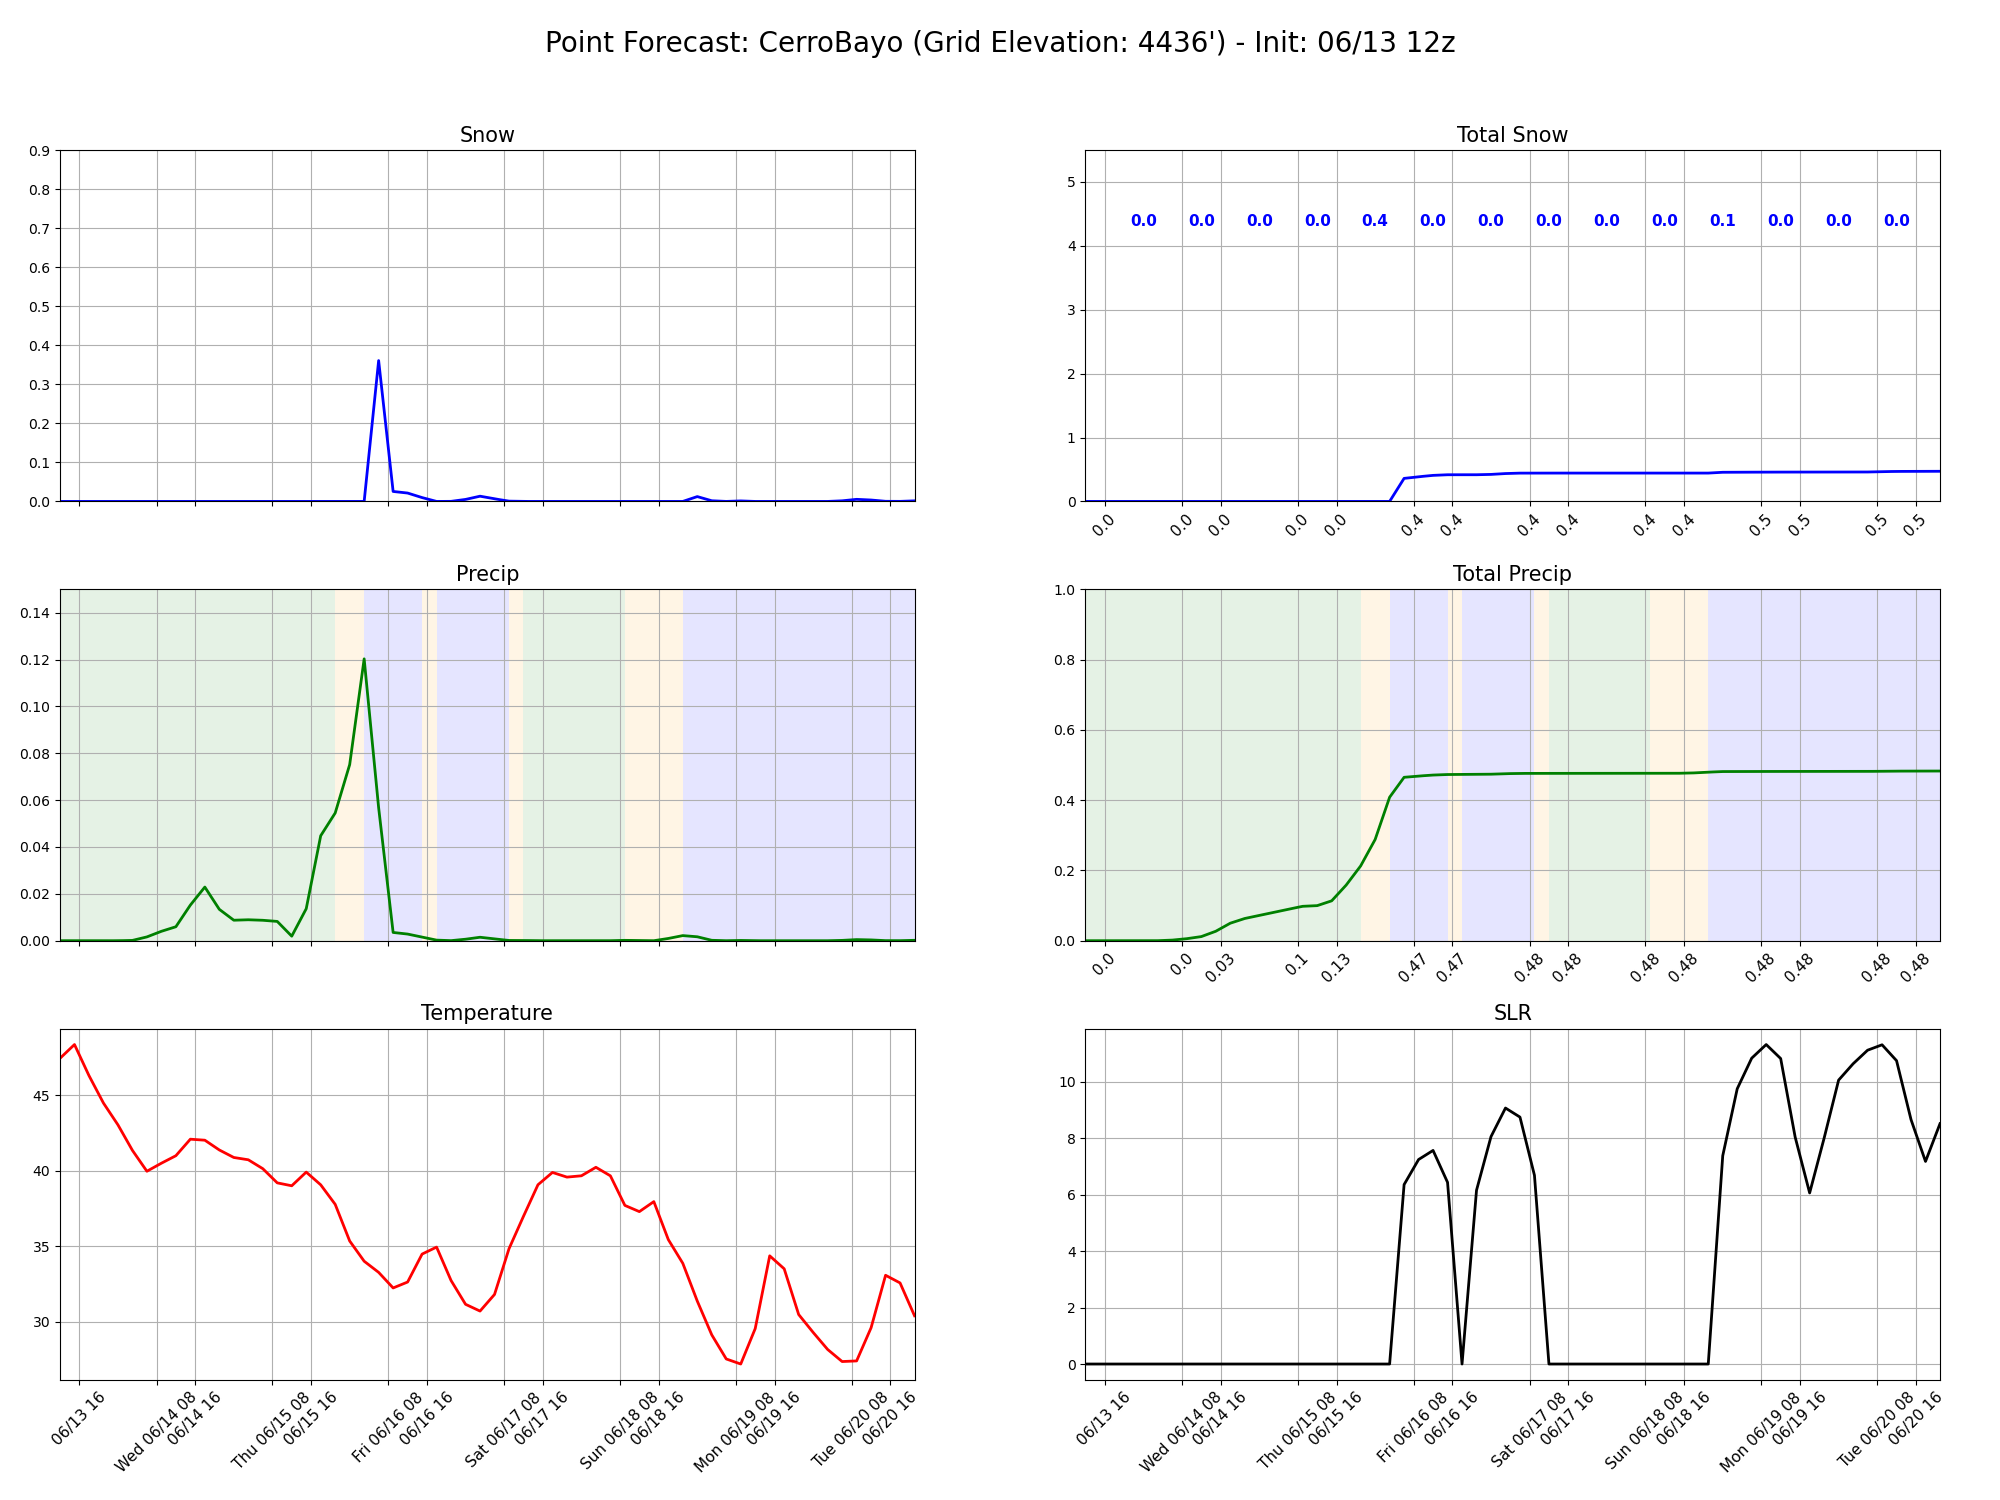 Point Forecast: CerroBayo (Grid Elevation: 4436') - Init: 06/13 12z
Snow
0.9
0.8
0.7
0.6
0.5
0.4
0.3
0.2
0.1
0.0
Total Snow
5
4
3
2
1
0
0.0 0.0 0.0 0.0 0.4 0.0 0.0 0.0 0.0 0.0 0.1 0.0 0.0 0.0
0.0 0.0 0.0 0.0 0.0 0.4 0.4 0.4 0.4 0.4 0.4 0.5 0.5 0.5 0.5
Precip
0.14
0.12
0.10
0.08
0.06
0.04
0.02
0.00
Total Precip
1.0
0.8
0.6
0.4
0.2
0.0
0.0 0.0 0.03 0.1 0.13 0.47 0.47 0.48 0.48 0.48 0.48 0.48 0.48 0.48 0.48
Temperature
45
40
35
30
06/13 16
Wed 06/14 08
06/14 16
Thu 06/15 08
06/15 16
Fri 06/16 08
06/16 16
Sat 06/17 08
06/17 16
Sun 06/18 08
06/18 16
Mon 06/19 08
06/19 16
Tue 06/20 08
06/20 16
SLR
10
8
6
4
2
0
06/13 16
Wed 06/14 08
06/14 16
Thu 06/15 08
06/15 16
Fri 06/16 08
06/16 16
Sat 06/17 08
06/17 16
Sun 06/18 08
06/18 16
Mon 06/19 08
06/19 16
Tue 06/20 08
06/20 16